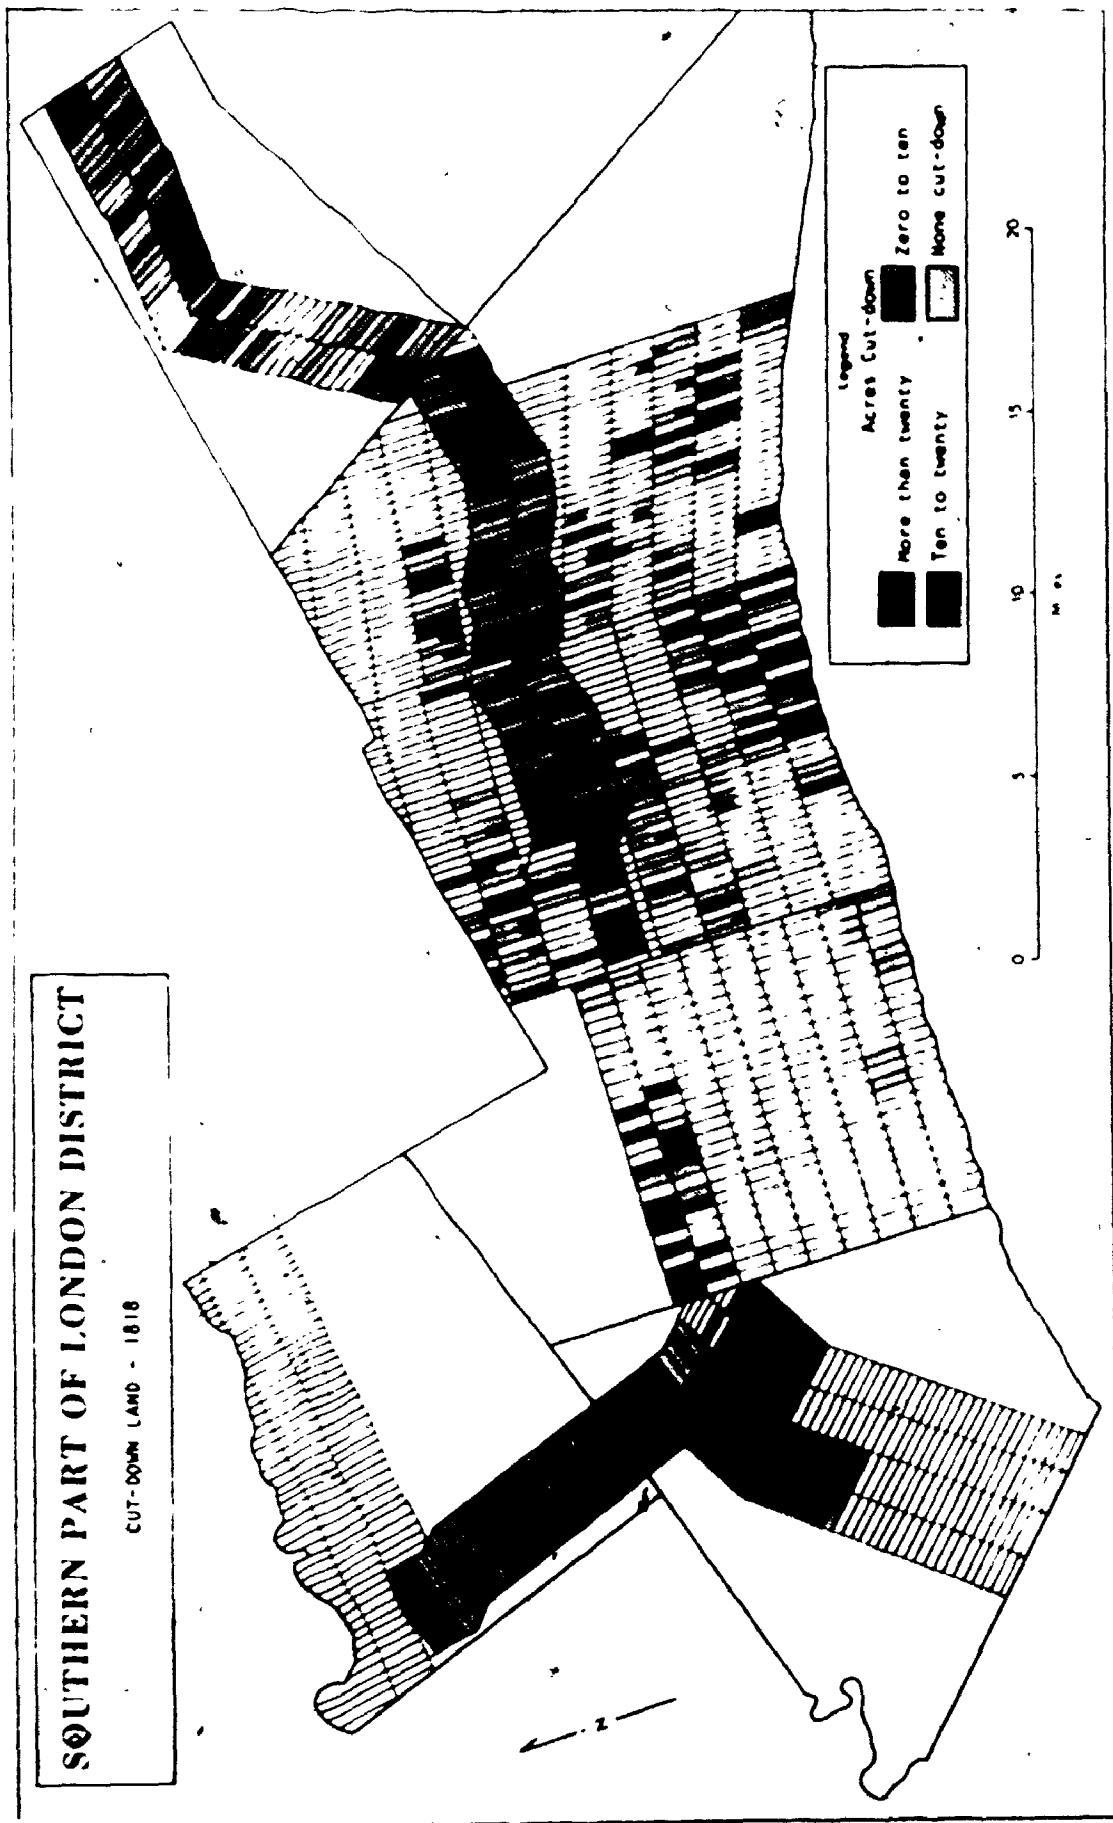 SOUTHERN PART OF LONDON DISTRICT
CUT-DOWN LAND - 1818
Z
Legend
Acres Cut-down
More than twenty
Zero to ten
Ten to twenty
None cut-down
0 5 10 15 20